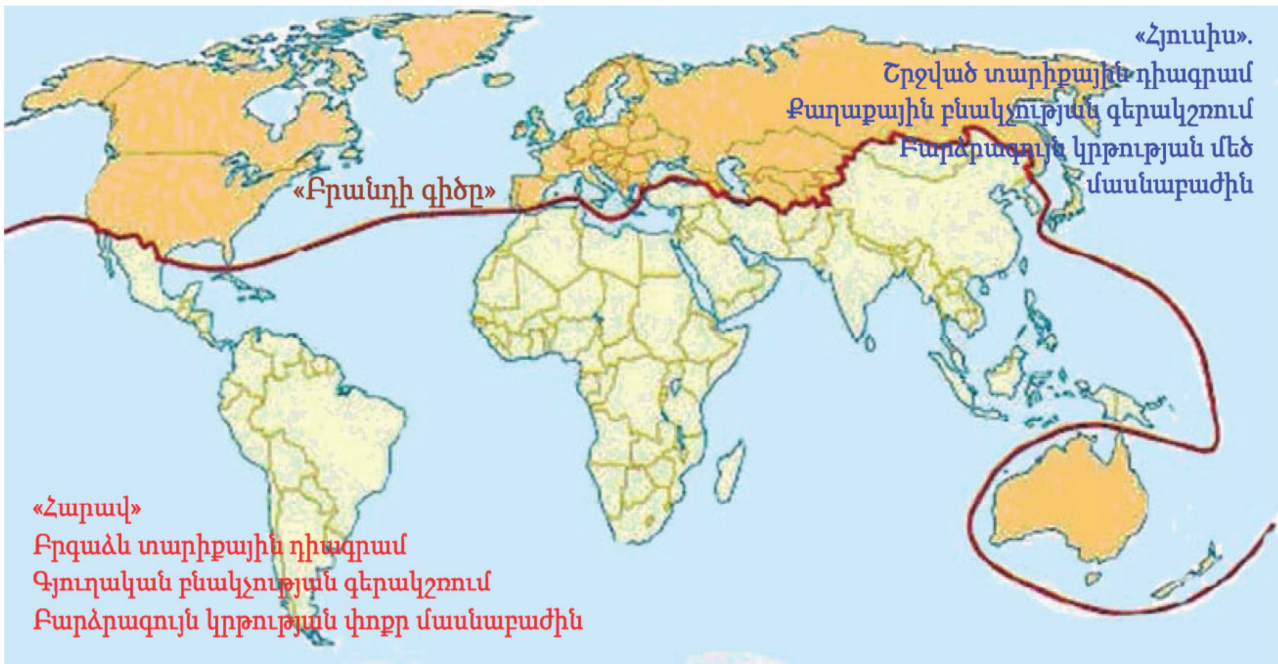 «Հյուսիս».
Շրջված տարիքային դիագրամ
Քաղաքային բնակչության գերակշռում
Բարձրագույն կրթության մեծ
մասնաբաժին
«Բրանդի գիծը»
«Հարավ»
Բրգաձև տարիքային դիագրամ
Գյուղական բնակչության գերակշռում
Բարձրագույն կրթության փոքր մասնաբաժին